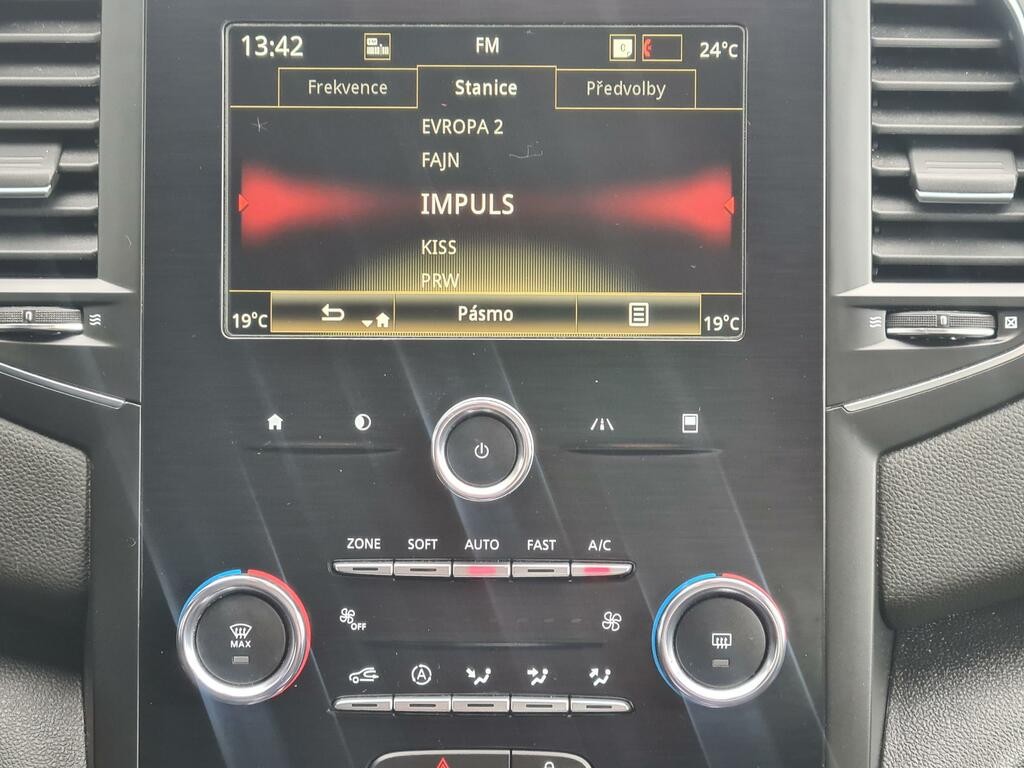 13:42 FM 24°C
Frekvence Stanice Předvolby
EVROPA 2
FAJN
IMPULS
KISS
PRW
19°C Pásmo 19°C
ZONE SOFT AUTO FAST A/C
OFF
MAX
A